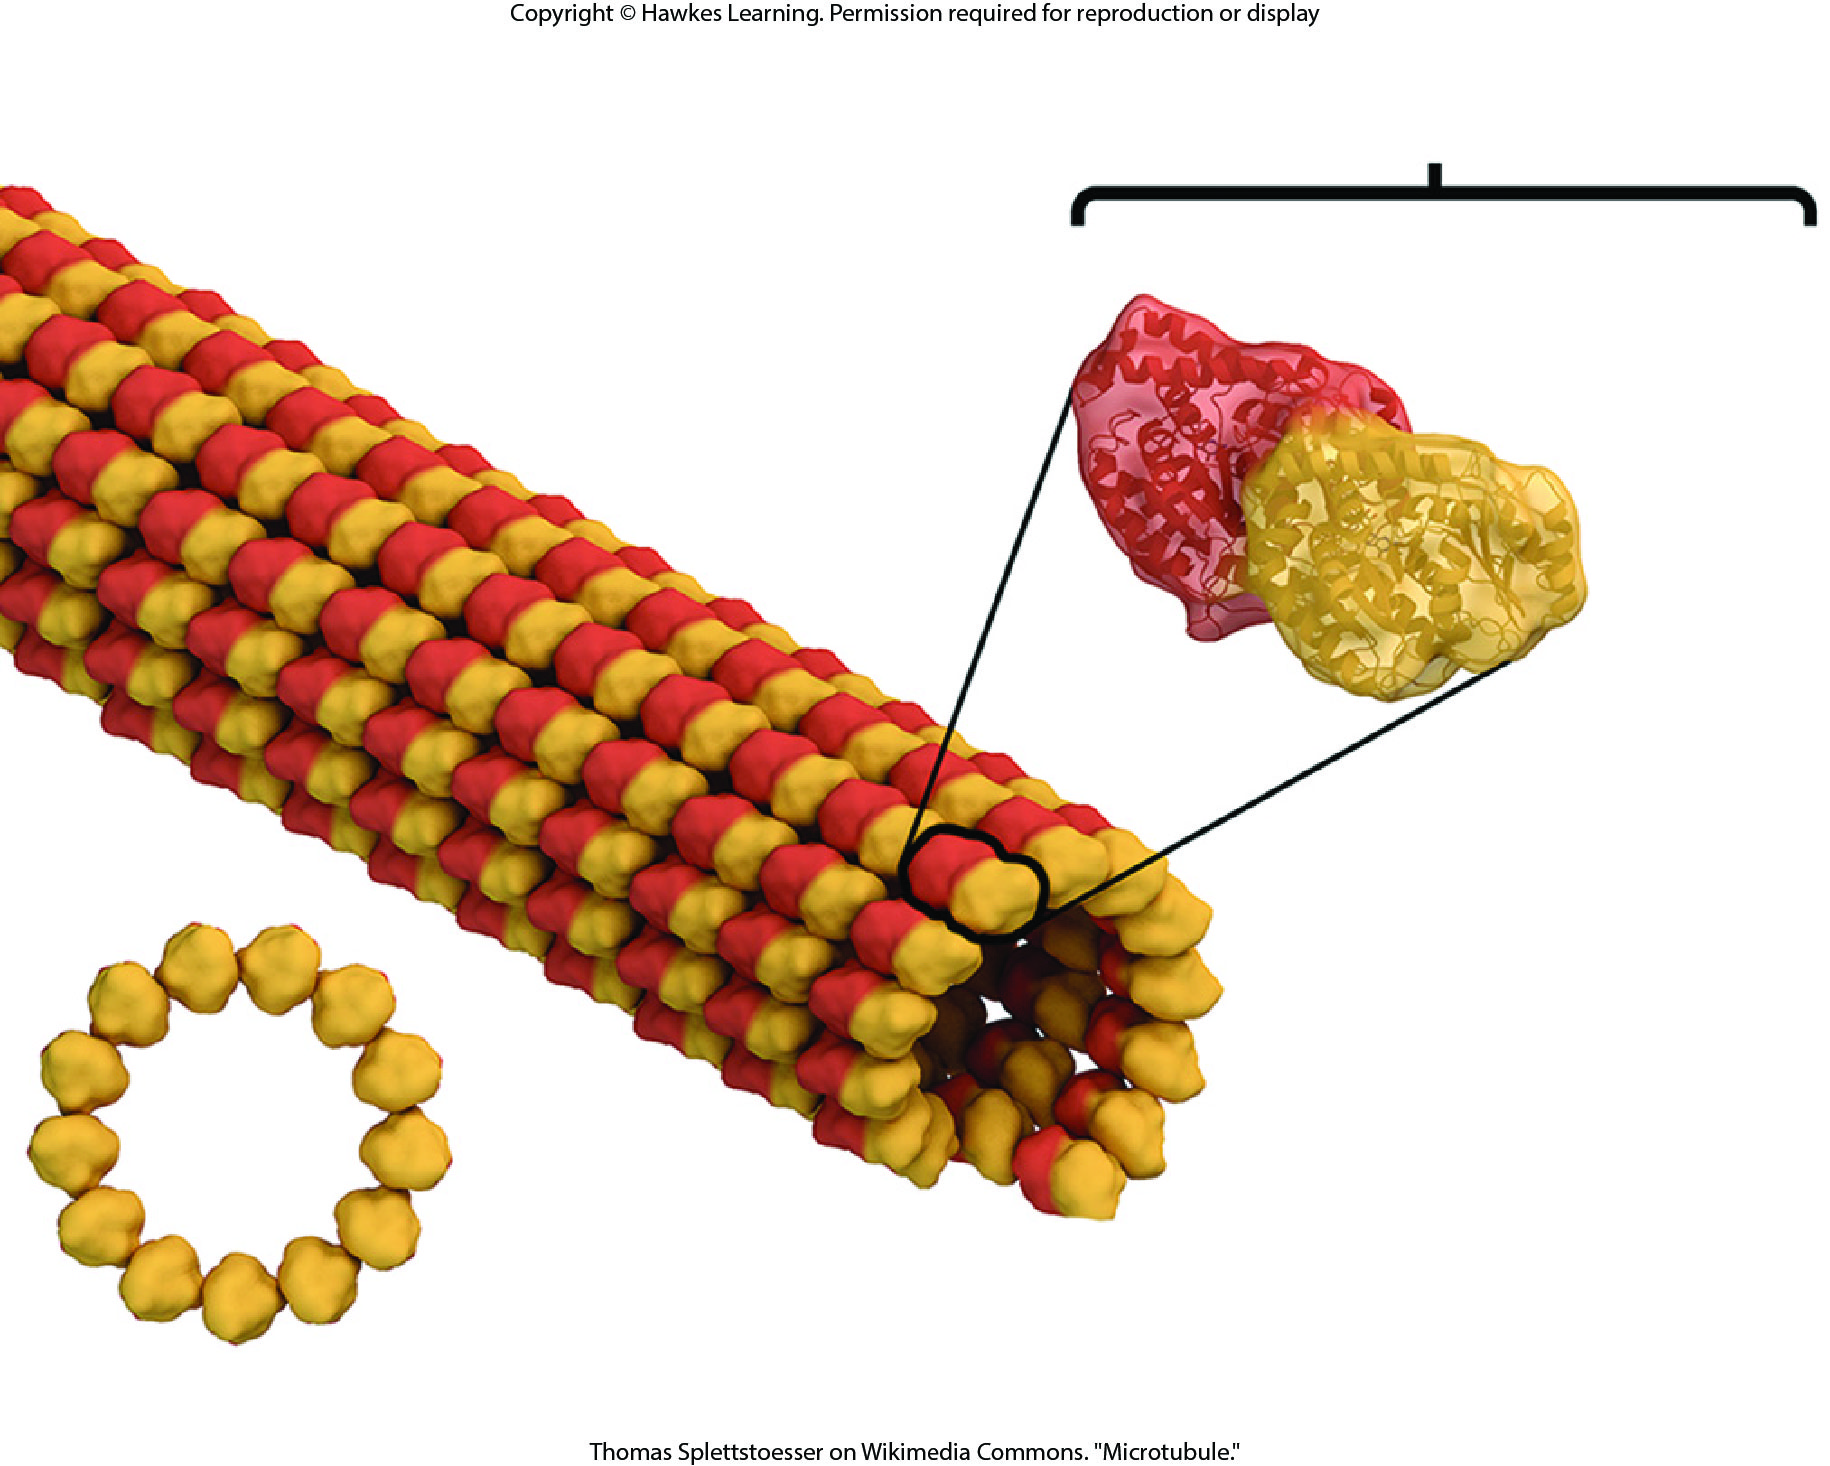 Copyright © Hawkes Learning. Permission required for reproduction or display
Thomas Splettstoesser on Wikimedia Commons. "Microtubule."